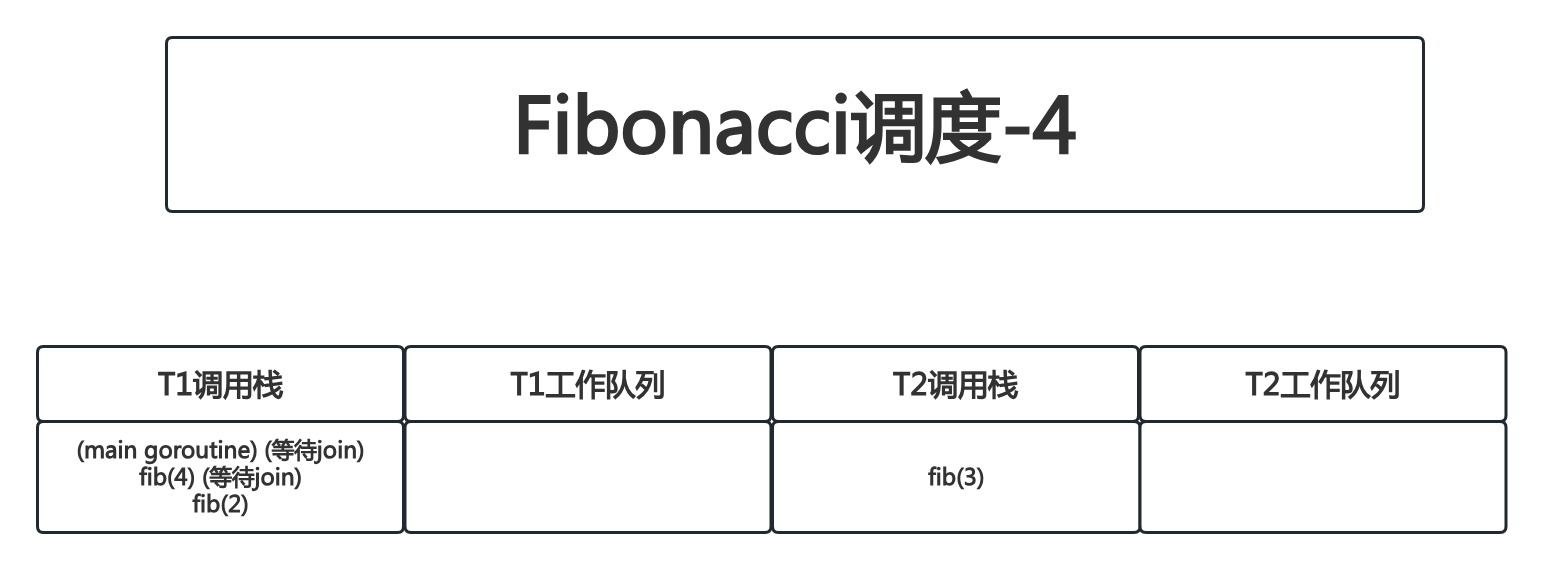 Fibonacci调度-4
T1调用栈
T1工作队列
T2调用栈
T2工作队列
(main goroutine) (等待join)
fib(4) (等待join)
fib(2)
fib(3)